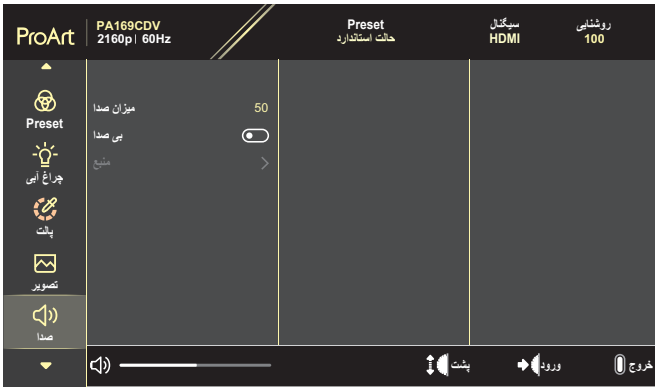 ProArt
PA169CDV
2160p | 60Hz
Preset
حالت استاندارد
سیگنال
HDMI
روشنایی
100
Preset
چراغ آبی
پالت
تصویر
صدا
میزان صدا 50
بی صدا
منبع
پشت
ورود
خروج